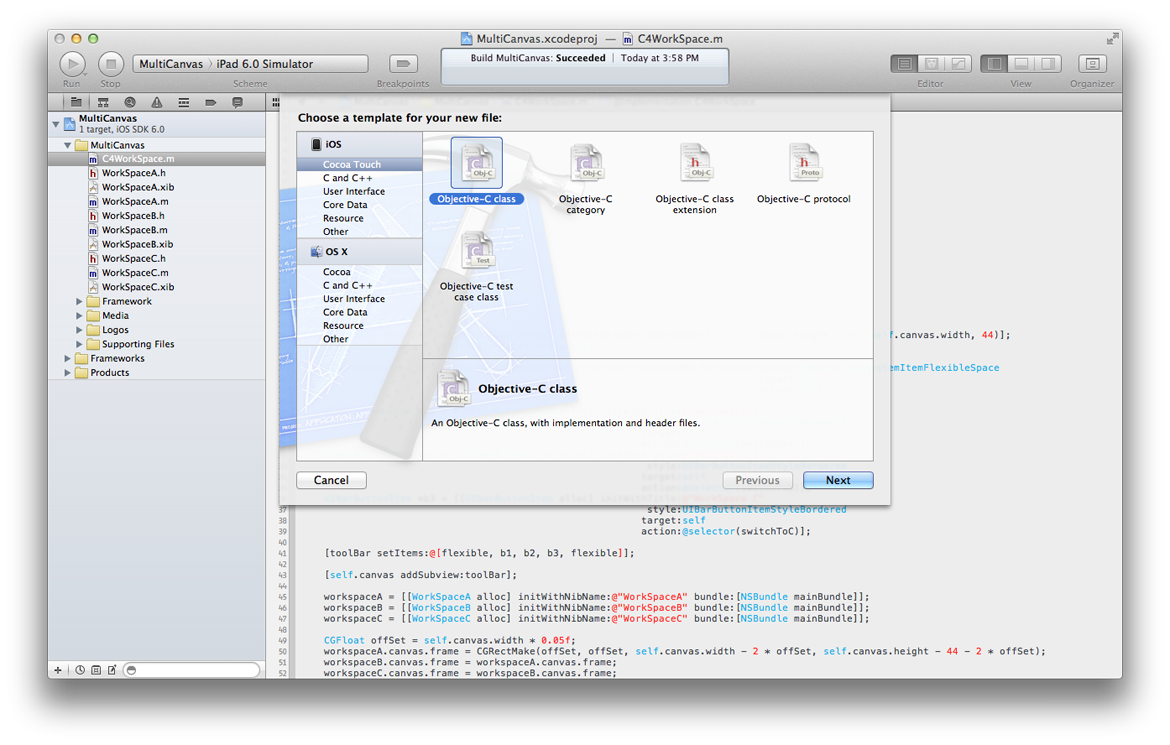 MultiCanvas.xcodeproj — C4WorkSpace.m
MultiCanvas 〉 iPad 6.0 Simulator
Build MultiCanvas: Succeeded | Today at 3:58 PM
Run Stop Scheme Breakpoints Editor View Organizer
MultiCanvas
1 target, iOS SDK 6.0
MultiCanvas
C4WorkSpace.m
WorkSpaceA.h
WorkSpaceA.xib
WorkSpaceA.m
WorkSpaceB.h
WorkSpaceB.m
WorkSpaceB.xib
WorkSpaceC.h
WorkSpaceC.m
WorkSpaceC.xib
Framework
Media
Logos
Supporting Files
Frameworks
Products
Choose a template for your new file:
iOS
Cocoa Touch
C and C++
User Interface
Core Data
Resource
Other
OS X
Cocoa
C and C++
User Interface
Core Data
Resource
Other
Obj-C
Objective-C class
Obj-C
Objective-C
category
Obj-C
Objective-C class
extension
Proto
Objective-C protocol
Test
Objective-C test
case class
Obj-C
Objective-C class
An Objective-C class, with implementation and header files.
Cancel Previous Next
f.canvas.width, 44)];
emItemFlexibleSpace
37 style:UIBarButtonItemStyleBordered
38 target:self
39 action:@selector(switchToC)];
40
41 [toolBar setItems:@[flexible, b1, b2, b3, flexible]];
42
43 [self.canvas addSubview:toolBar];
44
45 workspaceA = [[WorkSpaceA alloc] initWithNibName:@"WorkSpaceA" bundle:[NSBundle mainBundle]];
46 workspaceB = [[WorkSpaceB alloc] initWithNibName:@"WorkSpaceB" bundle:[NSBundle mainBundle]];
47 workspaceC = [[WorkSpaceC alloc] initWithNibName:@"WorkSpaceC" bundle:[NSBundle mainBundle]];
48
49 CGFloat offSet = self.canvas.width * 0.05f;
50 workspaceA.canvas.frame = CGRectMake(offSet, offSet, self.canvas.width - 2 * offSet, self.canvas.height - 44 - 2 * offSet);
51 workspaceB.canvas.frame = workspaceA.canvas.frame;
52 workspaceC.canvas.frame = workspaceB.canvas.frame;